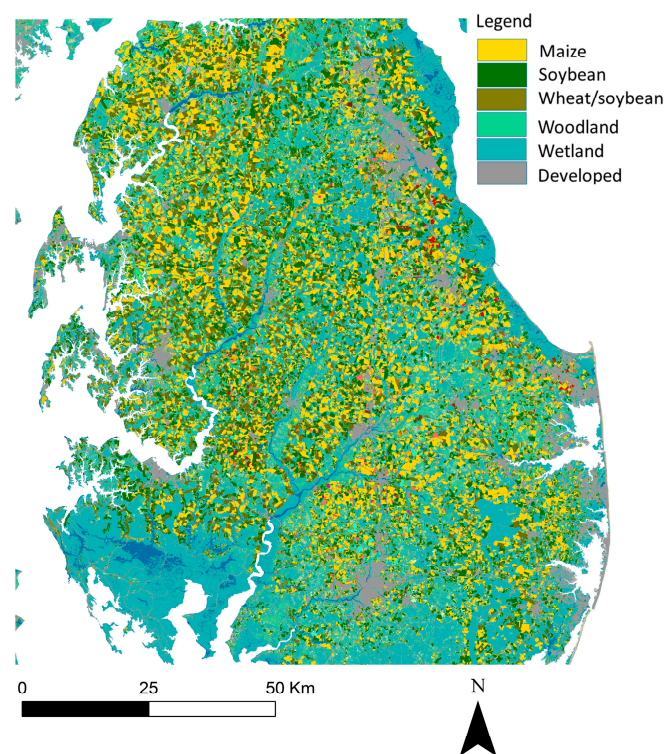 Legend
Maize
Soybean
Wheat/soybean
Woodland
Wetland
Developed
0 25 50 Km
N